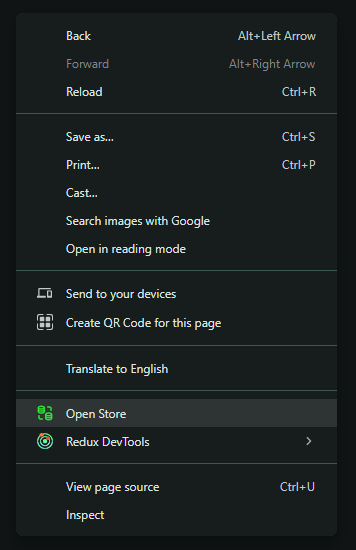 Back Alt+Left Arrow
Forward Alt+Right Arrow
Reload Ctrl+R
Save as... Ctrl+S
Print... Ctrl+P
Cast...
Search images with Google
Open in reading mode
Send to your devices
Create QR Code for this page
Translate to English
Open Store
Redux DevTools
View page source Ctrl+U
Inspect